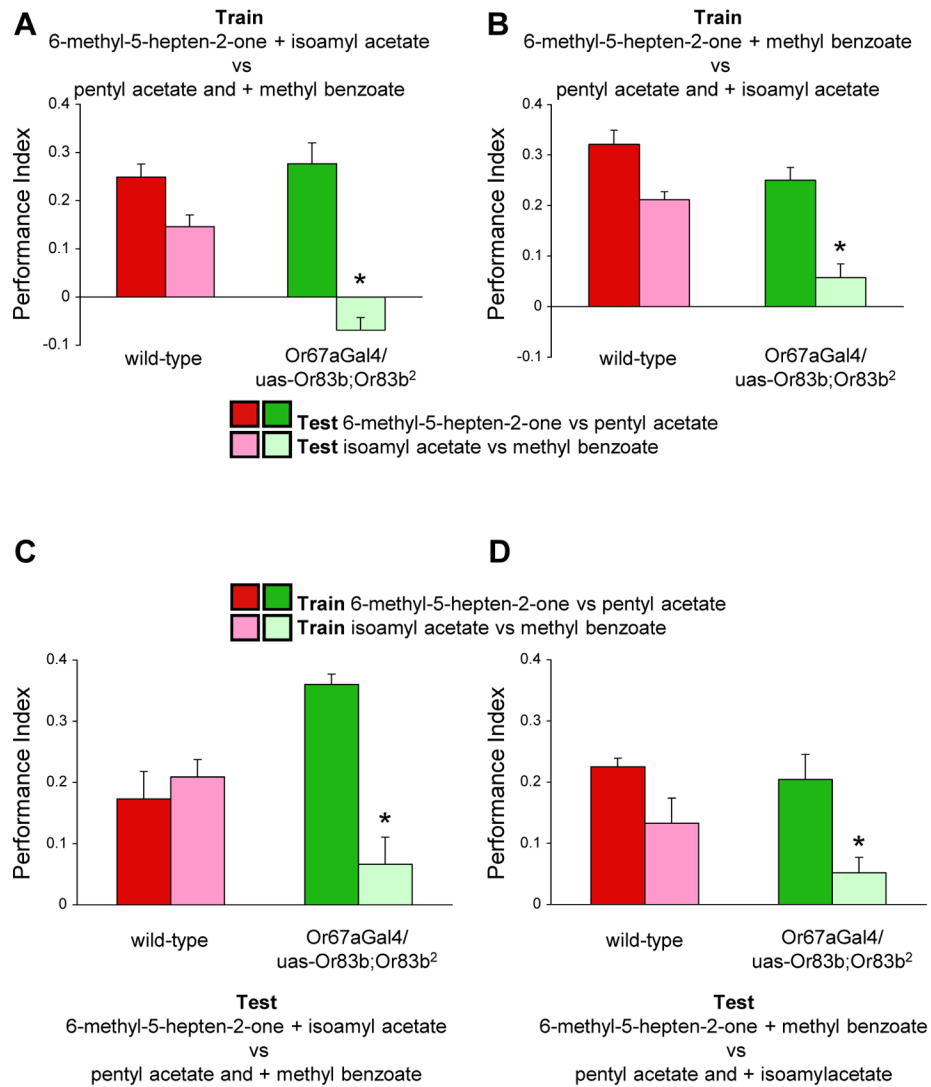 A
Train
6-methyl-5-hepten-2-one + isoamyl acetate
vs
pentyl acetate and + methyl benzoate
Performance Index
0.4
0.3
0.2
0.1
0
-0.1
*
wild-type
Or67aGal4/
uas-Or83b;Or83b²
B
Train
6-methyl-5-hepten-2-one + methyl benzoate
vs
pentyl acetate and + isoamyl acetate
Performance Index
0.4
0.3
0.2
0.1
0
-0.1
*
wild-type
Or67aGal4/
uas-Or83b;Or83b²
Test 6-methyl-5-hepten-2-one vs pentyl acetate
Test isoamyl acetate vs methyl benzoate
C
D
Train 6-methyl-5-hepten-2-one vs pentyl acetate
Train isoamyl acetate vs methyl benzoate
Performance Index
0.4
0.3
0.2
0.1
0
*
wild-type
Or67aGal4/
uas-Or83b;Or83b²
Test
6-methyl-5-hepten-2-one + isoamyl acetate
vs
pentyl acetate and + methyl benzoate
Performance Index
0.4
0.3
0.2
0.1
0
*
wild-type
Or67aGal4/
uas-Or83b;Or83b²
Test
6-methyl-5-hepten-2-one + methyl benzoate
vs
pentyl acetate and + isoamylacetate